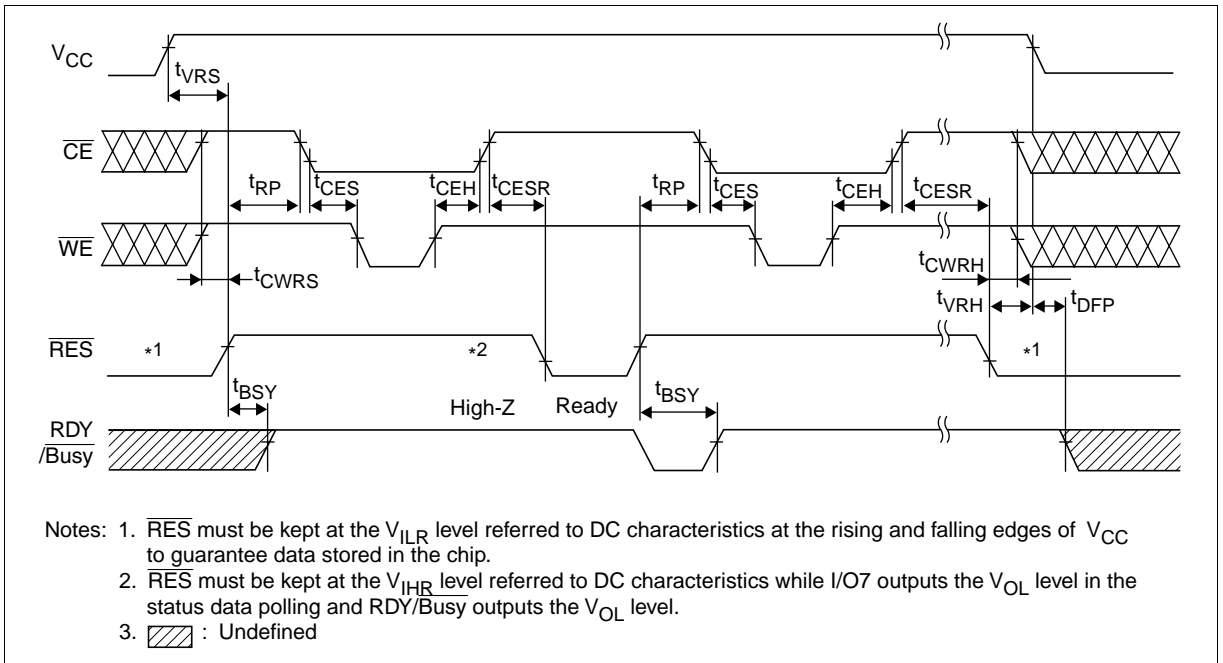 VCC
tVRS
CE
tRP tCES tCEH tCESR tRP tCES tCEH tCESR
WE
tCWRS tCWRH
tVRH tDFP
RES *1 *2 *1
tBSY tBSY
High-Z Ready
RDY
/Busy
Notes: 1. RES must be kept at the VILR level referred to DC characteristics at the rising and falling edges of VCC
to guarantee data stored in the chip.
2. RES must be kept at the VIHR level referred to DC characteristics while I/O7 outputs the VOL level in the
status data polling and RDY/Busy outputs the VOL level.
3. : Undefined